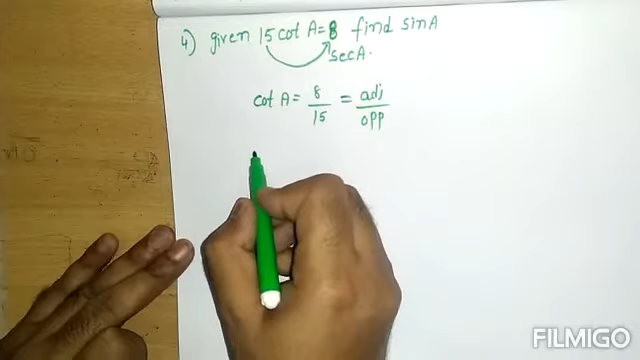 4) given 15 cot A = 8 find sin A
sec A.
cot A = 8/15 = adj/opp
FILMIGO